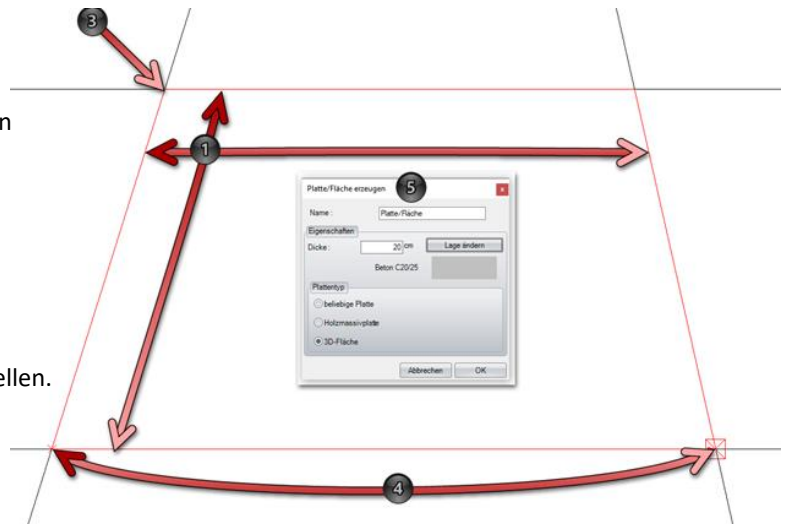 3
n
1
Platte/Fläche erzeugen
5
x
Name :
Platte/Fläche
Eigenschaften
Dicke :
20 cm
Lage ändern
Beton C20/25
Plattentyp
beliebige Platte
Holzmassivplatte
3D-Fläche
Abbrechen
OK
ellen.
4